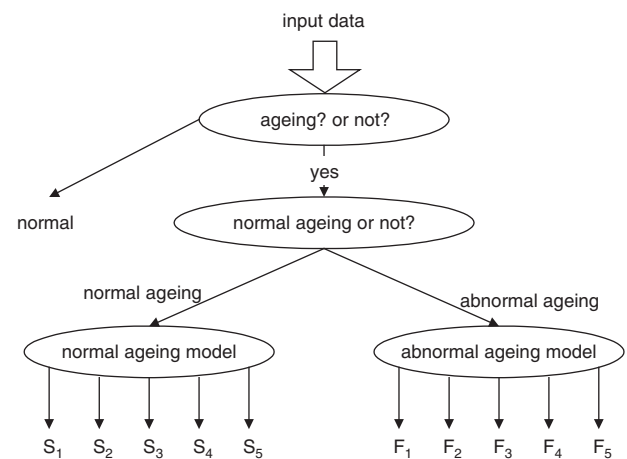 input data
ageing? or not?
yes
normal
normal ageing or not?
normal ageing
abnormal ageing
normal ageing model
abnormal ageing model
S₁ S₂ S₃ S₄ S₅ F₁ F₂ F₃ F₄ F₅